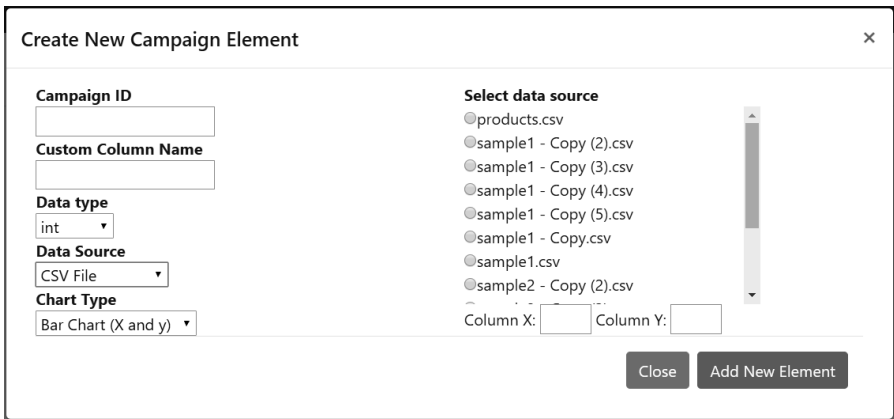 Create New Campaign Element
×
Campaign ID
Custom Column Name
Data type
int
Data Source
CSV File
Chart Type
Bar Chart (X and y)
Select data source
products.csv
sample1 - Copy (2).csv
sample1 - Copy (3).csv
sample1 - Copy (4).csv
sample1 - Copy (5).csv
sample1 - Copy.csv
sample1.csv
sample2 - Copy (2).csv
Column X: Column Y:
Close Add New Element